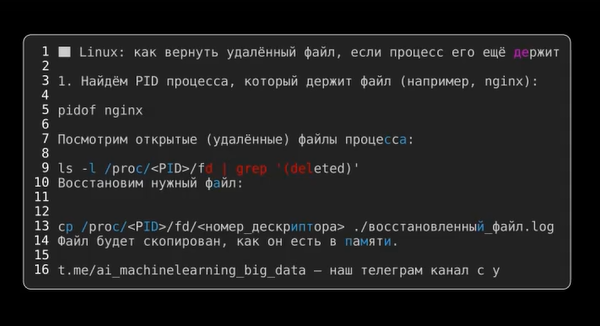 1 Linux: как вернуть удалённый файл, если процесс его ещё держит
2
3 1. Найдём PID процесса, который держит файл (например, nginx):
4
5 pidof nginx
6
7 Посмотрим открытые (удалённые) файлы процесса:
8
9 ls -l /proc/<PID>/fd | grep '(deleted)'
10 Восстановим нужный файл:
11
12
13 cp /proc/<PID>/fd/<номер_дескриптора> ./восстановленный_файл.log
14 Файл будет скопирован, как он есть в памяти.
15
16 t.me/ai_machinelearning_big_data — наш телеграм канал с у